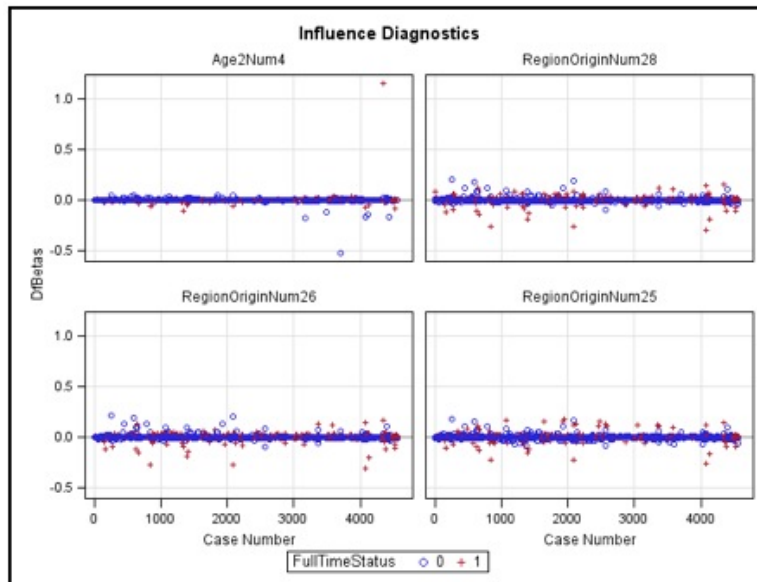 Influence Diagnostics
Age2Num4 RegionOriginNum28
1.0
0.5
0.0
-0.5
DfBetas
RegionOriginNum26 RegionOriginNum25
1.0
0.5
0.0
-0.5
0 1000 2000 3000 4000 0 1000 2000 3000 4000
Case Number Case Number
FullTimeStatus 0 1